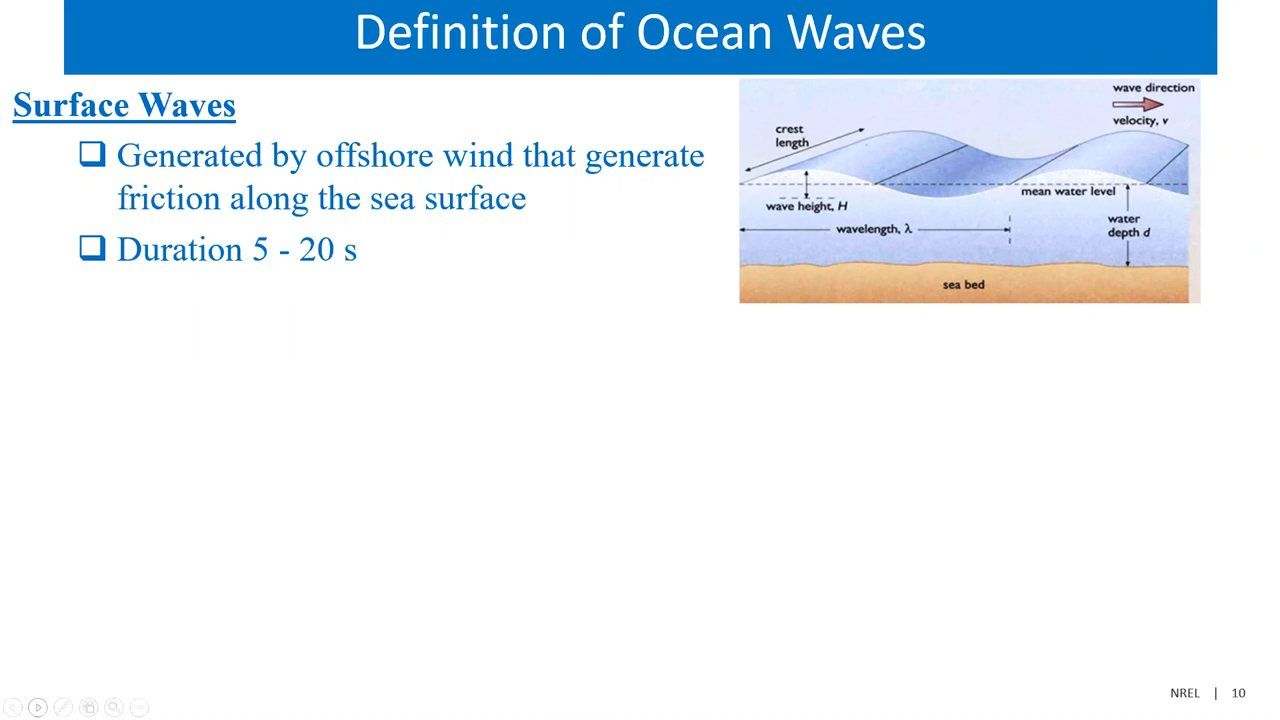 Definition of Ocean Waves
Surface Waves
Generated by offshore wind that generate
friction along the sea surface
Duration 5 - 20 s
wave direction
velocity, v
crest
length
mean water level
wave height, H
water
depth d
wavelength, λ
sea bed
NREL | 10